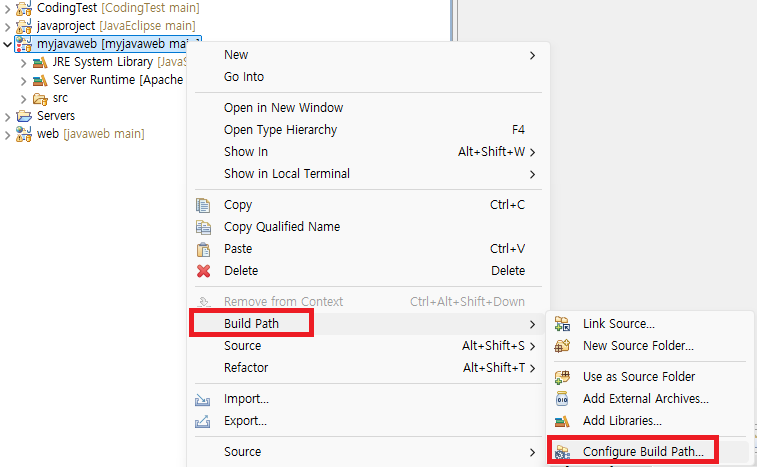 CodingTest [CodingTest main]
javaproject [JavaEclipse main]
myjavaweb [myjavaweb main]
JRE System Library [JavaS
Server Runtime [Apache
src
Servers
web [javaweb main]
New
Go Into
Open in New Window
Open Type Hierarchy F4
Show In Alt+Shift+W
Show in Local Terminal
Copy Ctrl+C
Copy Qualified Name
Paste Ctrl+V
Delete Delete
Remove from Context Ctrl+Alt+Shift+Down
Build Path
Source Alt+Shift+S
Refactor Alt+Shift+T
Import...
Export...
Source
Link Source...
New Source Folder...
Use as Source Folder
Add External Archives...
Add Libraries...
Configure Build Path...